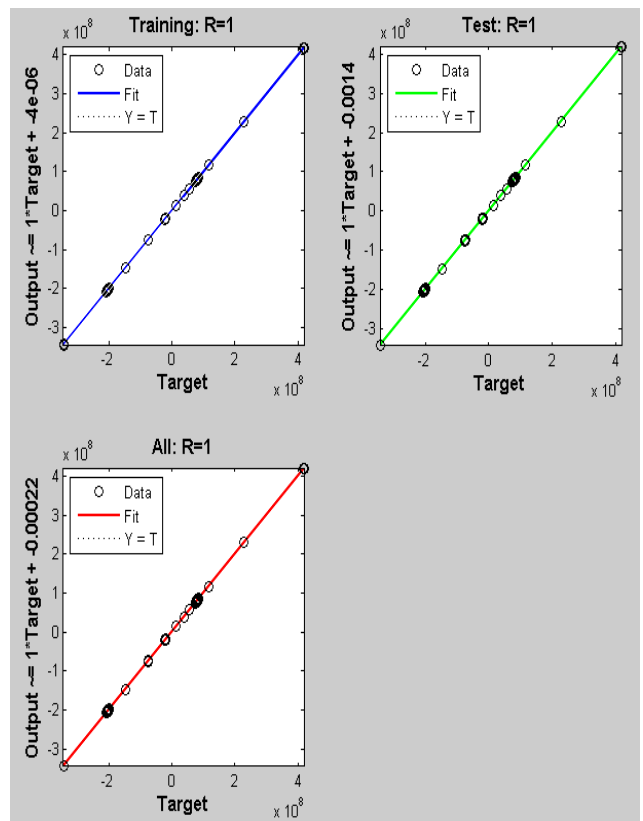 Training: R=1
x 10^8
Output ~= 1*Target + -4e-06
4
3
2
1
0
-1
-2
-3
Data
Fit
Y = T
-2 0 2 4
x 10^8
Target
Test: R=1
x 10^8
Output ~= 1*Target + -0.0014
4
3
2
1
0
-1
-2
-3
Data
Fit
Y = T
-2 0 2 4
x 10^8
Target
All: R=1
x 10^8
Output ~= 1*Target + -0.00022
4
3
2
1
0
-1
-2
-3
Data
Fit
Y = T
-2 0 2 4
x 10^8
Target